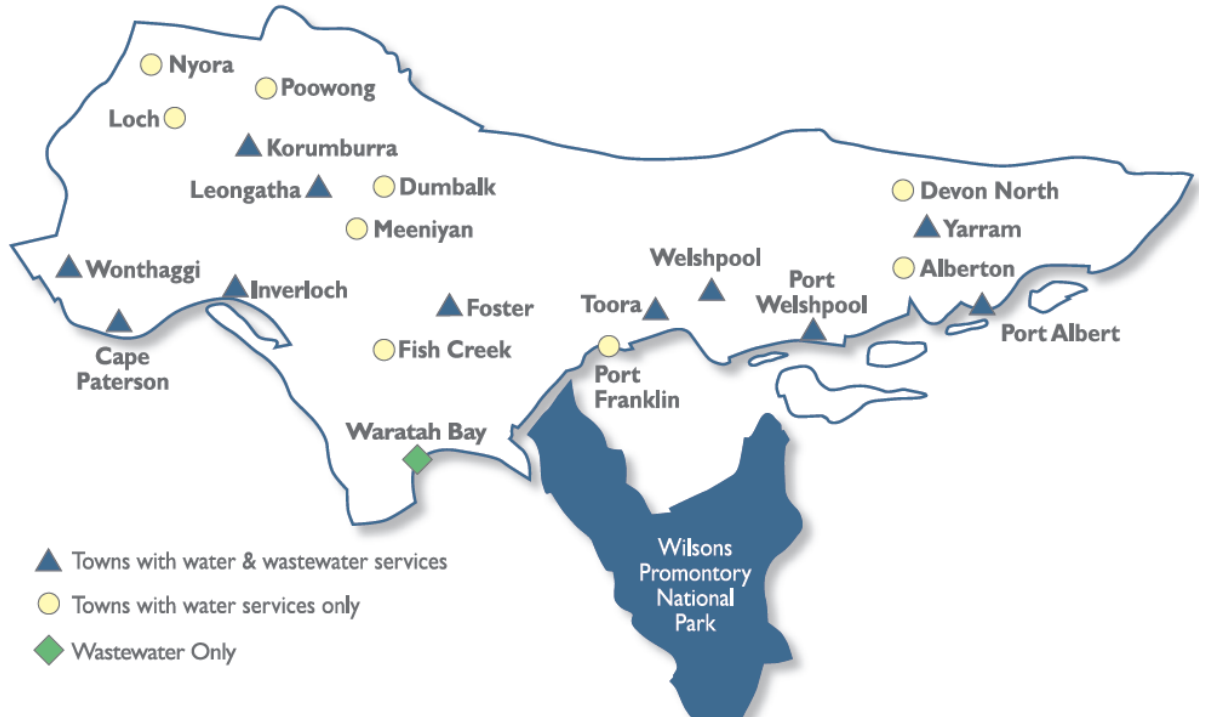 Nyora
Poowong
Loch
Korumburra
Leongatha
Dumbalk
Devon North
Meeniyan
Yarram
Wonthaggi
Inverloch
Welshpool
Alberton
Port
Welshpool
Foster
Toora
Port Albert
Cape
Paterson
Fish Creek
Port
Franklin
Waratah Bay
Wilsons
Promontory
National
Park
Towns with water & wastewater services
Towns with water services only
Wastewater Only